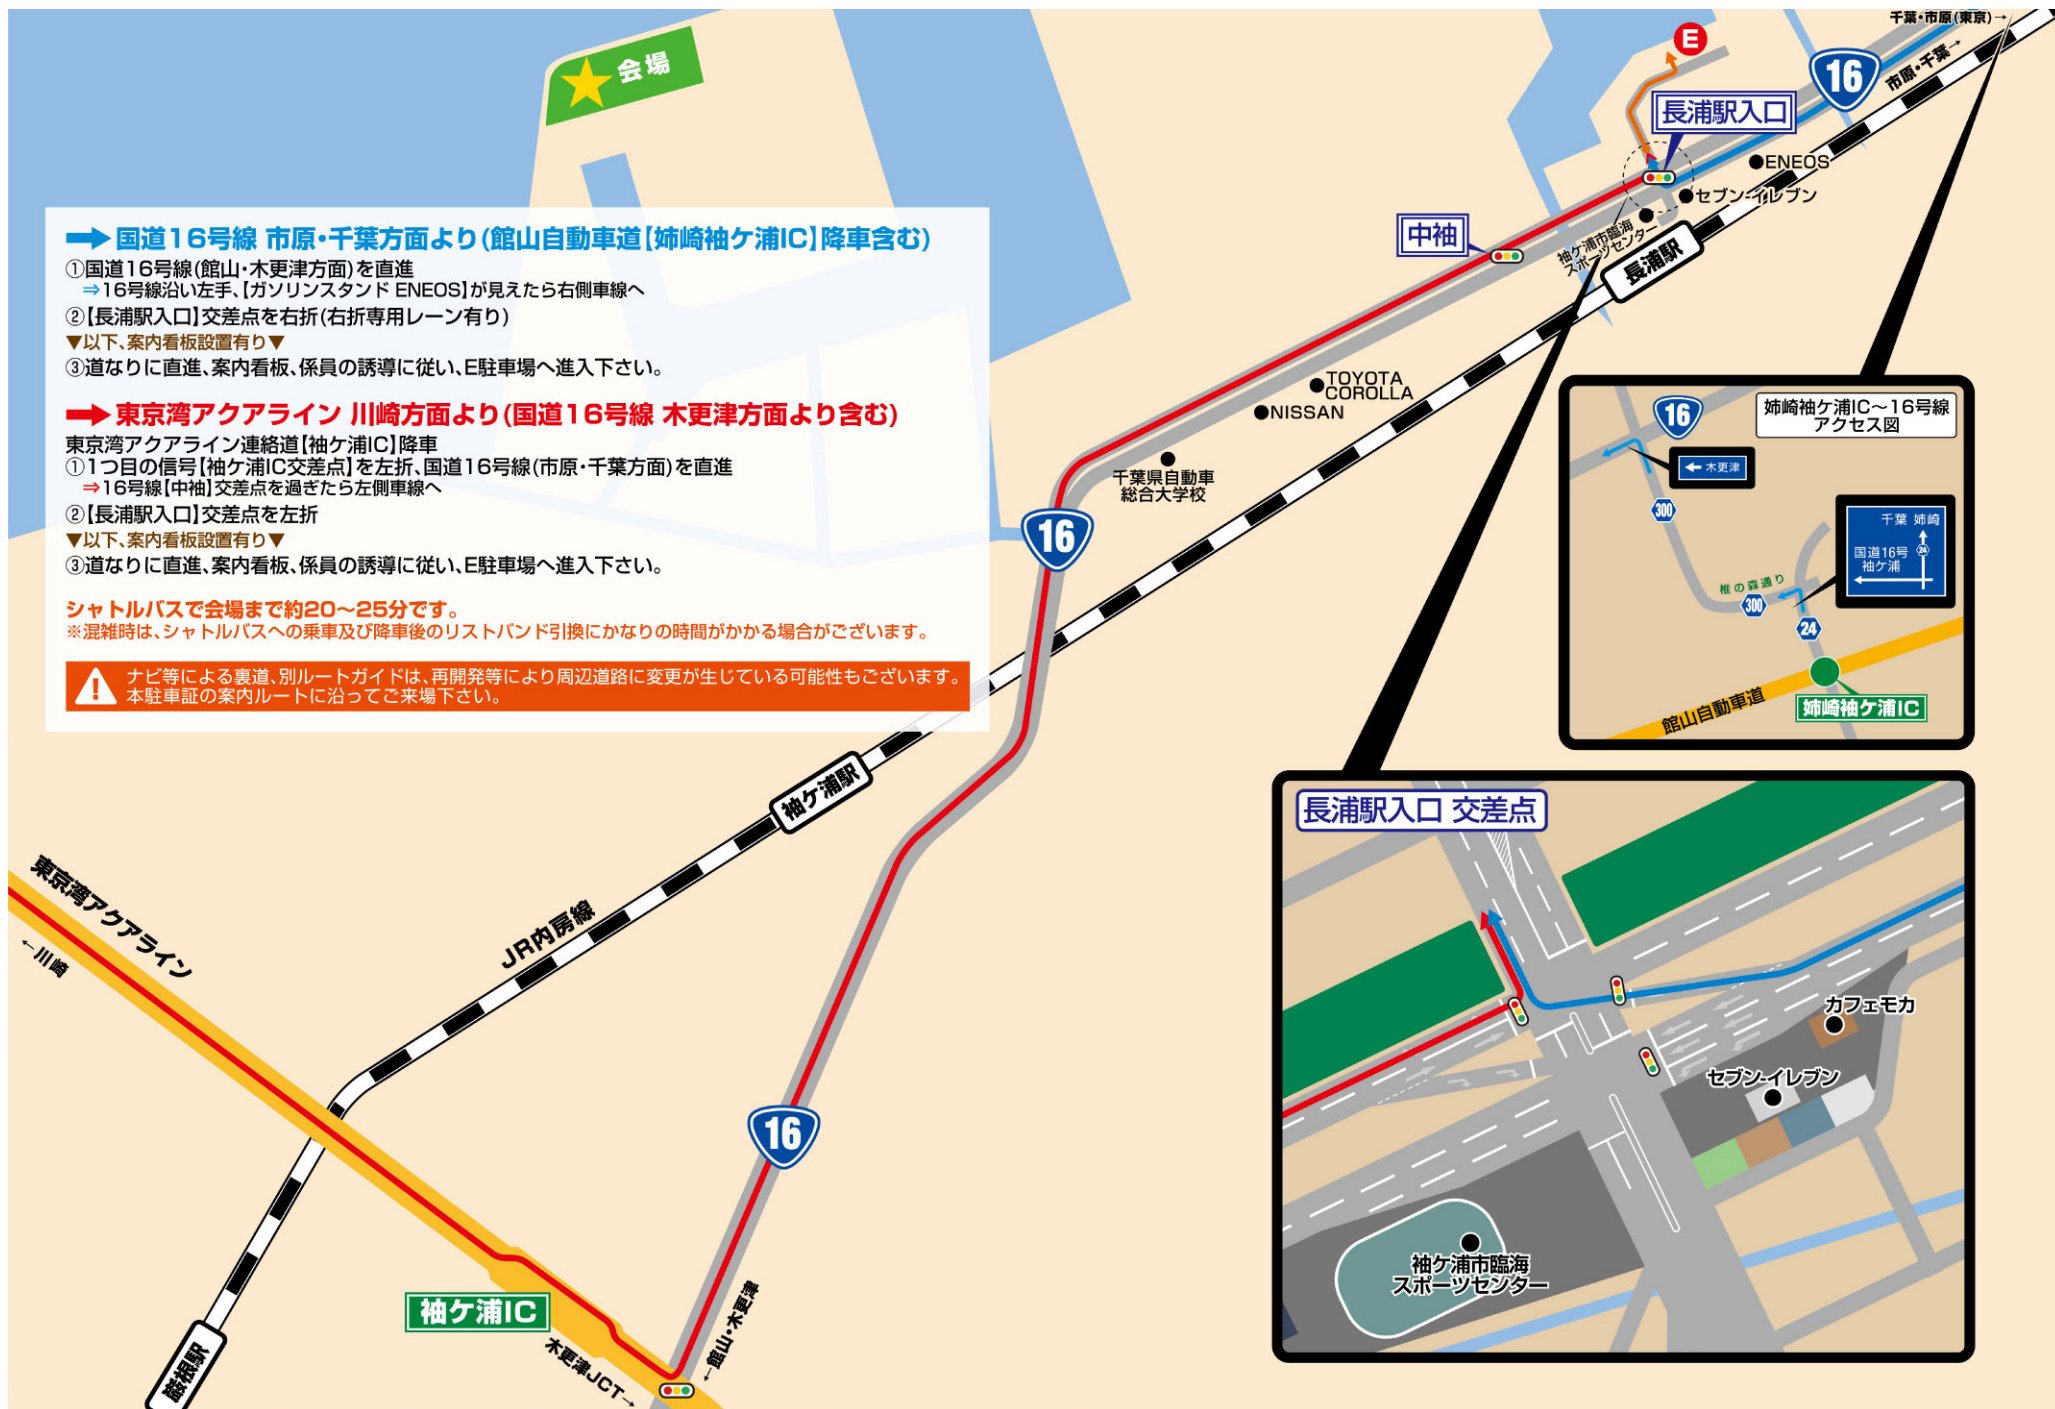 千葉・市原(東京)→
市原・千葉→
E
16
会場
長浦駅入口
ENEOS
セブン-イレブン
袖ケ浦市臨海
スポーツセンター
中袖
長浦駅
➡国道16号線 市原・千葉方面より(館山自動車道【姉崎袖ケ浦IC】降車含む)
①国道16号線(館山・木更津方面)を直進
⇒16号線沿い左手、【ガソリンスタンド ENEOS】が見えたら右側車線へ
②【長浦駅入口】交差点を右折(右折専用レーン有り)
▼以下、案内看板設置有り▼
③道なりに直進、案内看板、係員の誘導に従い、E駐車場へ進入下さい。
➡東京湾アクアライン 川崎方面より(国道16号線 木更津方面より含む)
東京湾アクアライン連絡道【袖ケ浦IC】降車
①1つ目の信号【袖ケ浦IC交差点】を左折、国道16号線(市原・千葉方面)を直進
⇒16号線【中袖】交差点を過ぎたら左側車線へ
②【長浦駅入口】交差点を左折
▼以下、案内看板設置有り▼
③道なりに直進、案内看板、係員の誘導に従い、E駐車場へ進入下さい。
シャトルバスで会場まで約20～25分です。
※混雑時は、シャトルバスへの乗車及び降車後のリストバンド引換にかなりの時間がかかる場合がございます。
ナビ等による裏道、別ルートガイドは、再開発等により周辺道路に変更が生じている可能性もございます。
本駐車証の案内ルートに沿ってご来場下さい。
TOYOTA
COROLLA
NISSAN
千葉県自動車
総合大学校
16
姉崎袖ケ浦IC～16号線
アクセス図
16
←木更津
300
千葉 姉崎
24
国道16号
袖ケ浦
椎の森通り
300
24
館山自動車道
姉崎袖ケ浦IC
袖ケ浦駅
JR内房線
東京湾アクアライン
←川崎
16
袖ケ浦IC
木更津JCT→
←館山・木更津
巌根駅
長浦駅入口 交差点
カフェモカ
セブン-イレブン
袖ケ浦市臨海
スポーツセンター